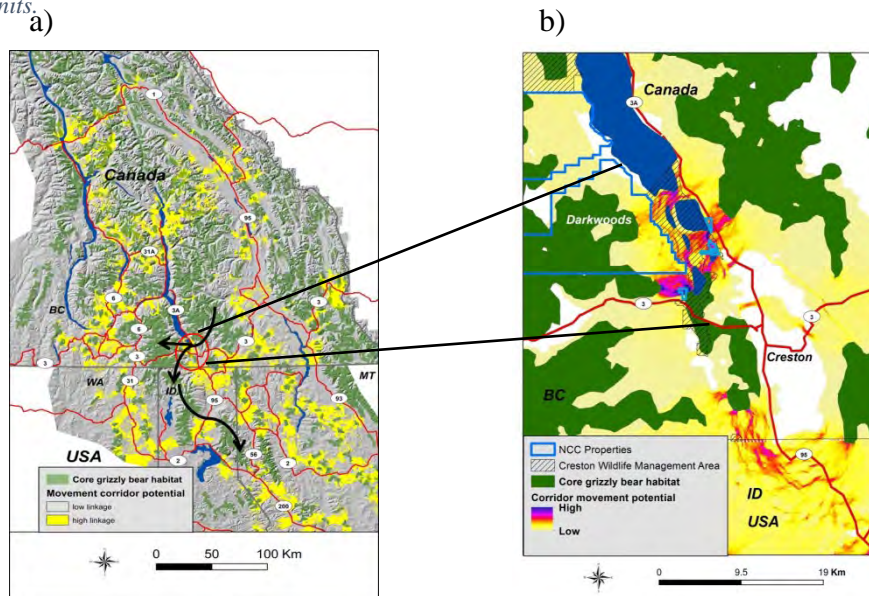 nits.
a)
b)
1
Canada
95
31A
6
3A
3
BC
6
3
3
3
WA
31
ID
MT
95
93
2
56
2
200
USA
Core grizzly bear habitat
Movement corridor potential
low linkage
high linkage
0 50 100 Km
Canada
3A
Darkwoods
3
3
Creston
BC
95
ID
USA
NCC Properties
Creston Wildlife Management Area
Core grizzly bear habitat
Corridor movement potential
High
Low
0 9.5 19 Km